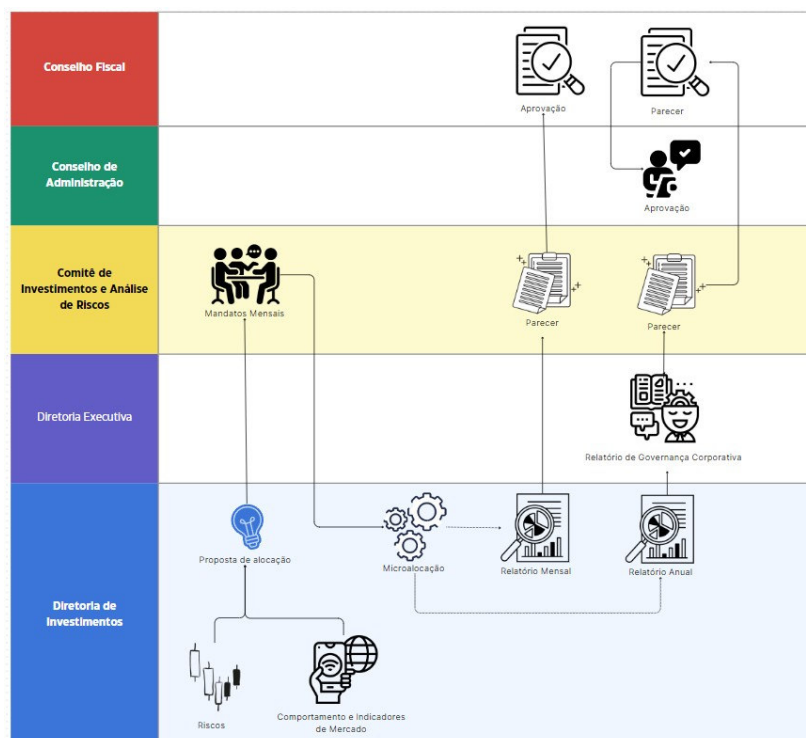 Conselho Fiscal
Aprovação
Parecer
Conselho de
Administração
Aprovação
Comitê de
Investimentos e Análise
de Riscos
Mandatos Mensais
Parecer
Parecer
Diretoria Executiva
Relatório de Governança Corporativa
Proposta de alocação
Microalocação
Relatório Mensal
Relatório Anual
Diretoria de
Investimentos
Riscos
Comportamento e Indicadores
de Mercado